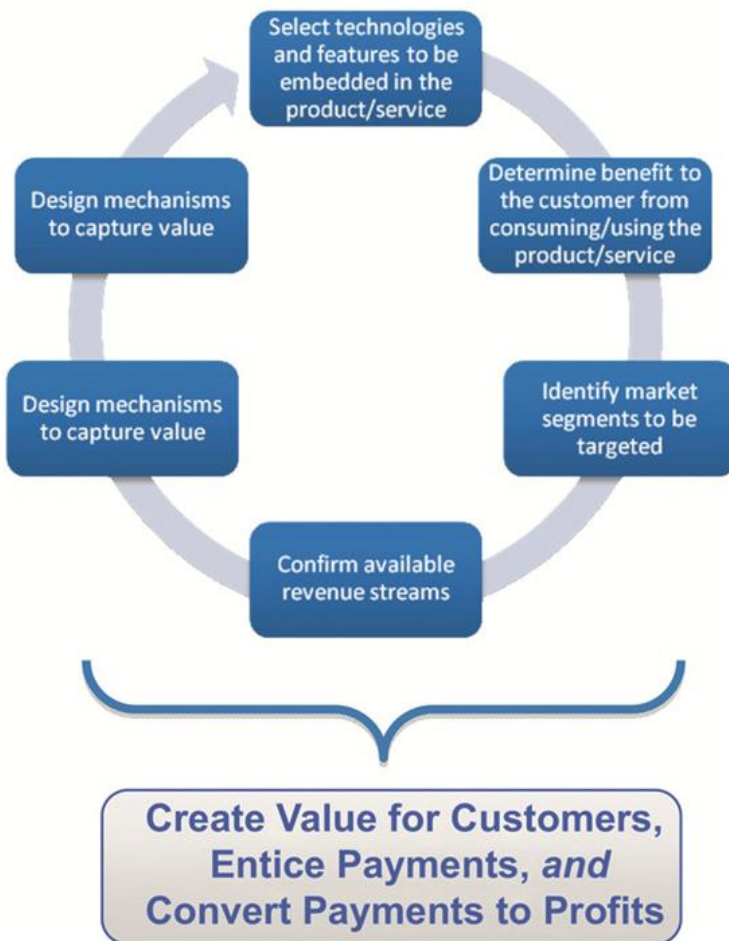 Select technologies
and features to be
embedded in the
product/service
Determine benefit to
the customer from
consuming/using the
product/service
Identify market
segments to be
targeted
Confirm available
revenue streams
Design mechanisms
to capture value
Design mechanisms
to capture value
Create Value for Customers,
Entice Payments, and
Convert Payments to Profits